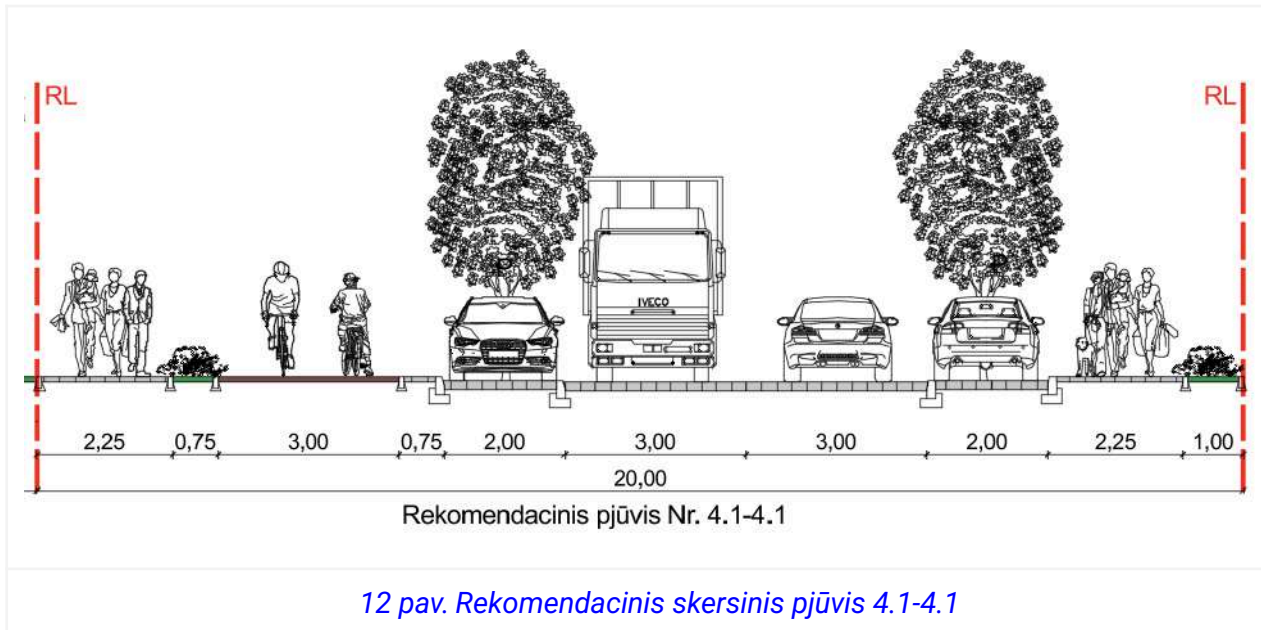 RL RL
IVECO
2,25 0,75 3,00 0,75 2,00 3,00 3,00 2,00 2,25 1,00
20,00
Rekomendacinis pjūvis Nr. 4.1-4.1
12 pav. Rekomendacinis skersinis pjūvis 4.1-4.1